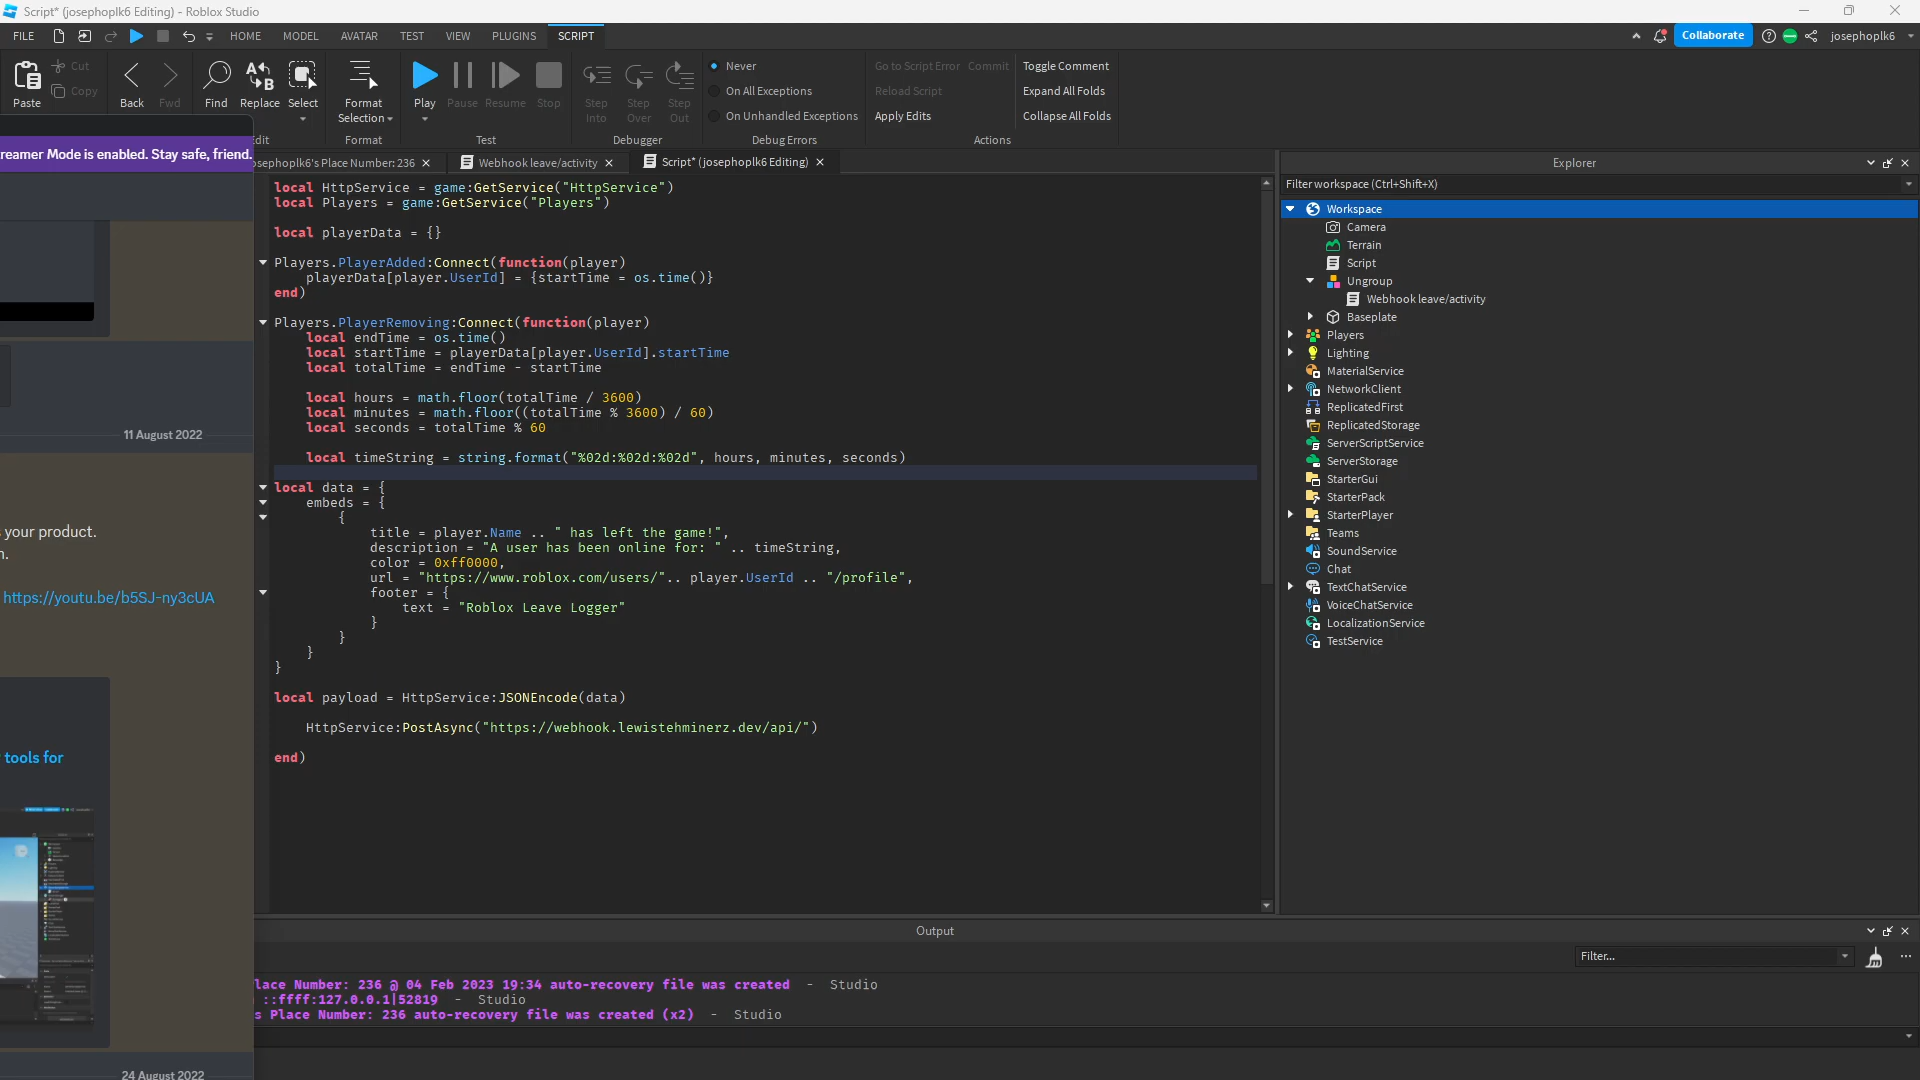 Script* (josephoplk6 Editing) - Roblox Studio
FILE HOME MODEL AVATAR TEST VIEW PLUGINS SCRIPT Collaborate josephoplk6
Cut
Copy
Paste Back Fwd Find Replace Select Format Selection Play Pause Resume Stop Step Into Step Over Step Out
Never
On All Exceptions
On Unhandled Exceptions
Go to Script Error Commit
Reload Script
Apply Edits
Toggle Comment
Expand All Folds
Collapse All Folds
dit Format Test Debugger Debug Errors Actions
reamer Mode is enabled. Stay safe, friend.
osephoplk6's Place Number: 236 Webhook leave/activity Script* (josephoplk6 Editing)
local HttpService = game:GetService("HttpService")
local Players = game:GetService("Players")
local playerData = {}
Players.PlayerAdded:Connect(function(player)
playerData[player.UserId] = {startTime = os.time()}
end)
Players.PlayerRemoving:Connect(function(player)
local endTime = os.time()
local startTime = playerData[player.UserId].startTime
local totalTime = endTime - startTime
local hours = math.floor(totalTime / 3600)
local minutes = math.floor((totalTime % 3600) / 60)
local seconds = totalTime % 60
local timeString = string.format("%02d:%02d:%02d", hours, minutes, seconds)
local data = {
embeds = {
{
title = player.Name .. " has left the game!",
description = "A user has been online for: " .. timeString,
color = 0xff0000,
url = "https://www.roblox.com/users/".. player.UserId .. "/profile",
footer = {
text = "Roblox Leave Logger"
}
}
}
}
local payload = HttpService:JSONEncode(data)
HttpService:PostAsync("https://webhook.lewistehminerz.dev/api/")
end)
11 August 2022
your product.
n.
https://youtu.be/b5SJ-ny3cUA
tools for
24 August 2022
Explorer
Filter workspace (Ctrl+Shift+X)
Workspace
Camera
Terrain
Script
Ungroup
Webhook leave/activity
Baseplate
Players
Lighting
MaterialService
NetworkClient
ReplicatedFirst
ReplicatedStorage
ServerScriptService
ServerStorage
StarterGui
StarterPack
StarterPlayer
Teams
SoundService
Chat
TextChatService
VoiceChatService
LocalizationService
TestService
Output
Filter...
lace Number: 236 @ 04 Feb 2023 19:34 auto-recovery file was created - Studio
::ffff:127.0.0.1|52819 - Studio
s Place Number: 236 auto-recovery file was created (x2) - Studio